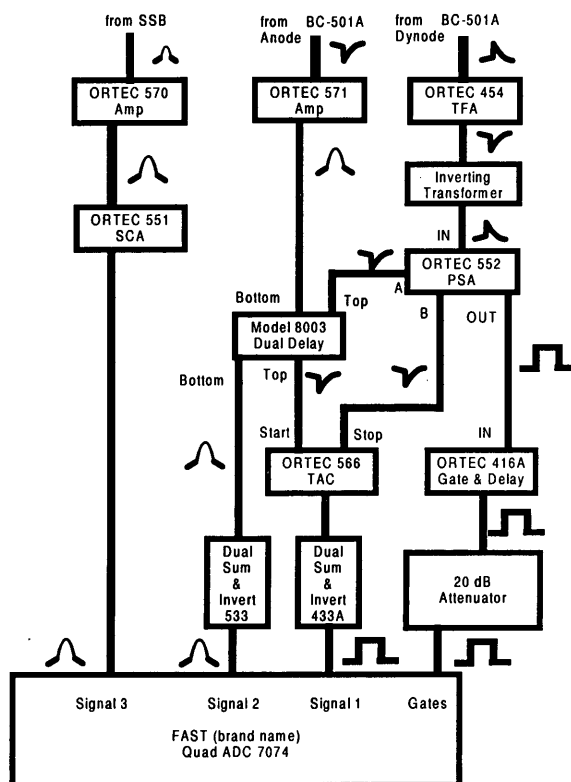 from SSB
from BC-501A
Anode
from BC-501A
Dynode
ORTEC 570
Amp
ORTEC 571
Amp
ORTEC 454
TFA
Inverting
Transformer
ORTEC 551
SCA
IN
ORTEC 552
PSA
A
B
OUT
Bottom
Top
Model 8003
Dual Delay
Bottom
Top
Start
Stop
IN
ORTEC 566
TAC
ORTEC 416A
Gate & Delay
Dual
Sum
&
Invert
533
Dual
Sum
&
Invert
433A
20 dB
Attenuator
Signal 3
Signal 2
Signal 1
Gates
FAST (brand name)
Quad ADC 7074